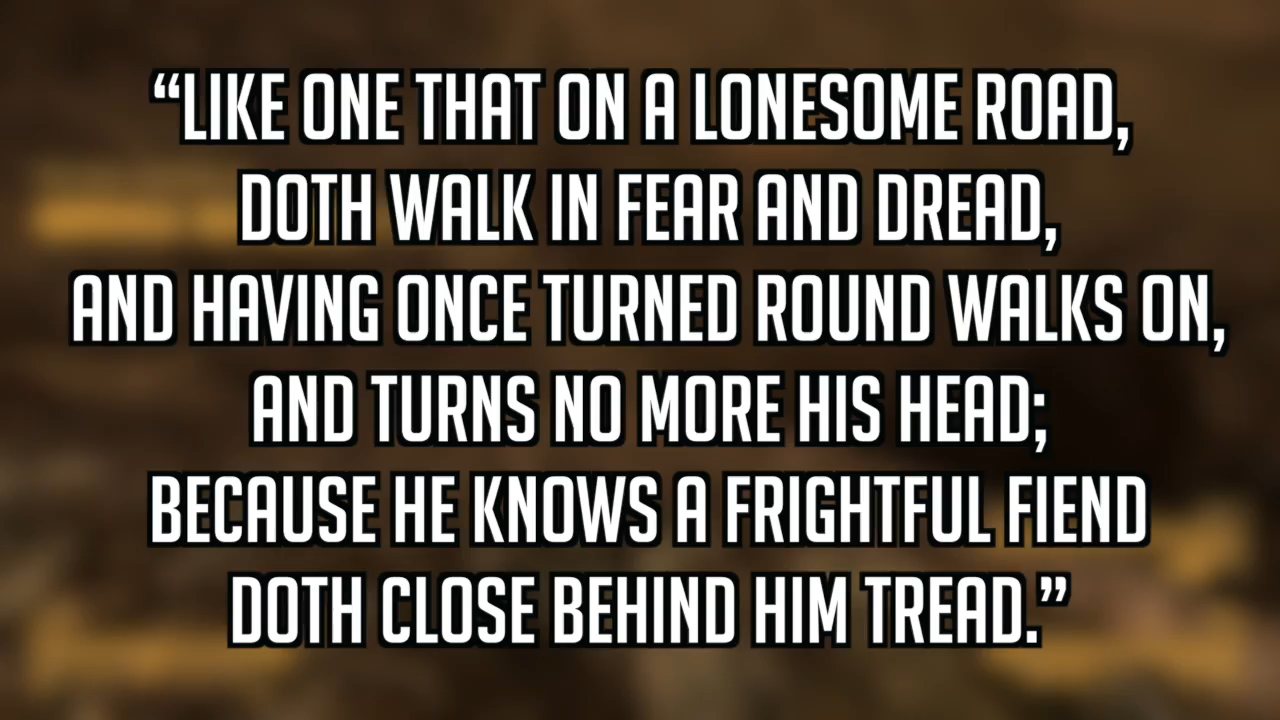 “LIKE ONE THAT ON A LONESOME ROAD,
DOTH WALK IN FEAR AND DREAD,
AND HAVING ONCE TURNED ROUND WALKS ON,
AND TURNS NO MORE HIS HEAD;
BECAUSE HE KNOWS A FRIGHTFUL FIEND
DOTH CLOSE BEHIND HIM TREAD.”